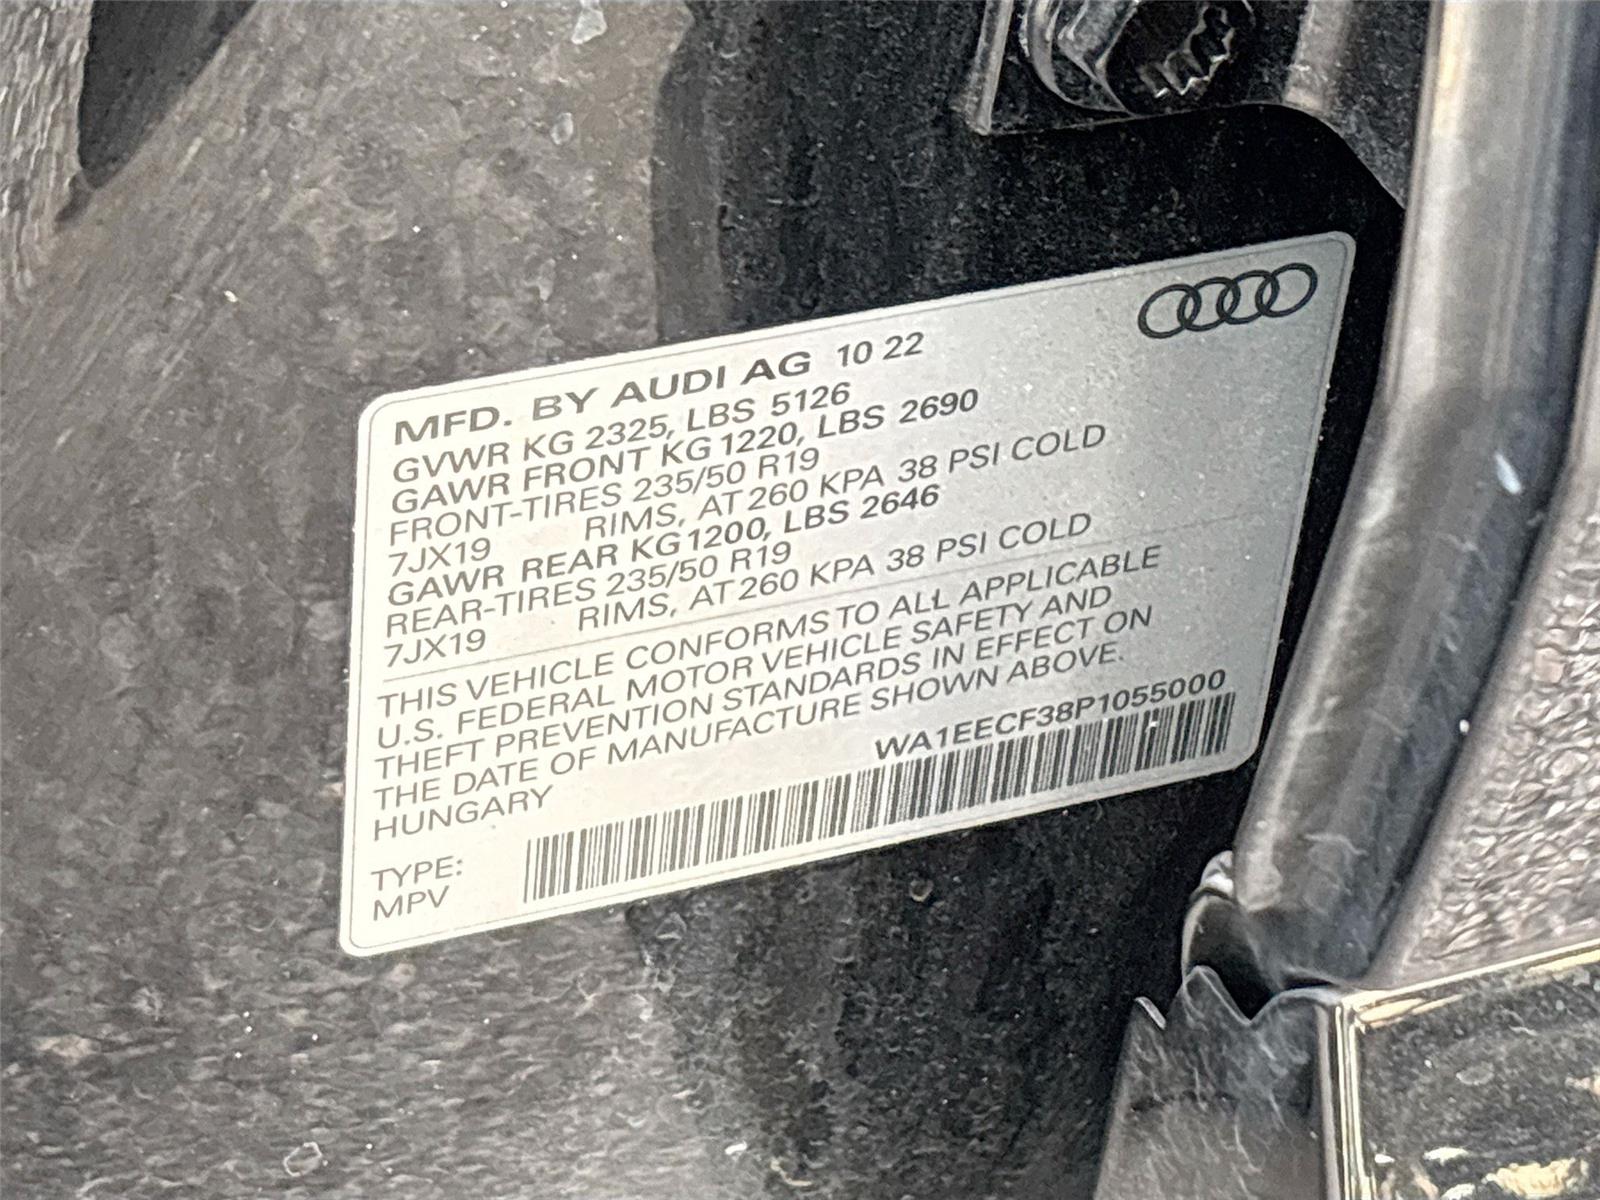 MFD. BY AUDI AG 10 22
GVWR KG 2325, LBS 5126
GAWR FRONT KG 1220, LBS 2690
FRONT-TIRES 235/50 R19
7JX19 RIMS, AT 260 KPA 38 PSI COLD
GAWR REAR KG 1200, LBS 2646
REAR-TIRES 235/50 R19
7JX19 RIMS, AT 260 KPA 38 PSI COLD
THIS VEHICLE CONFORMS TO ALL APPLICABLE
U.S. FEDERAL MOTOR VEHICLE SAFETY AND
THEFT PREVENTION STANDARDS IN EFFECT ON
THE DATE OF MANUFACTURE SHOWN ABOVE.
HUNGARY
WA1EECF38P1055000
TYPE:
MPV